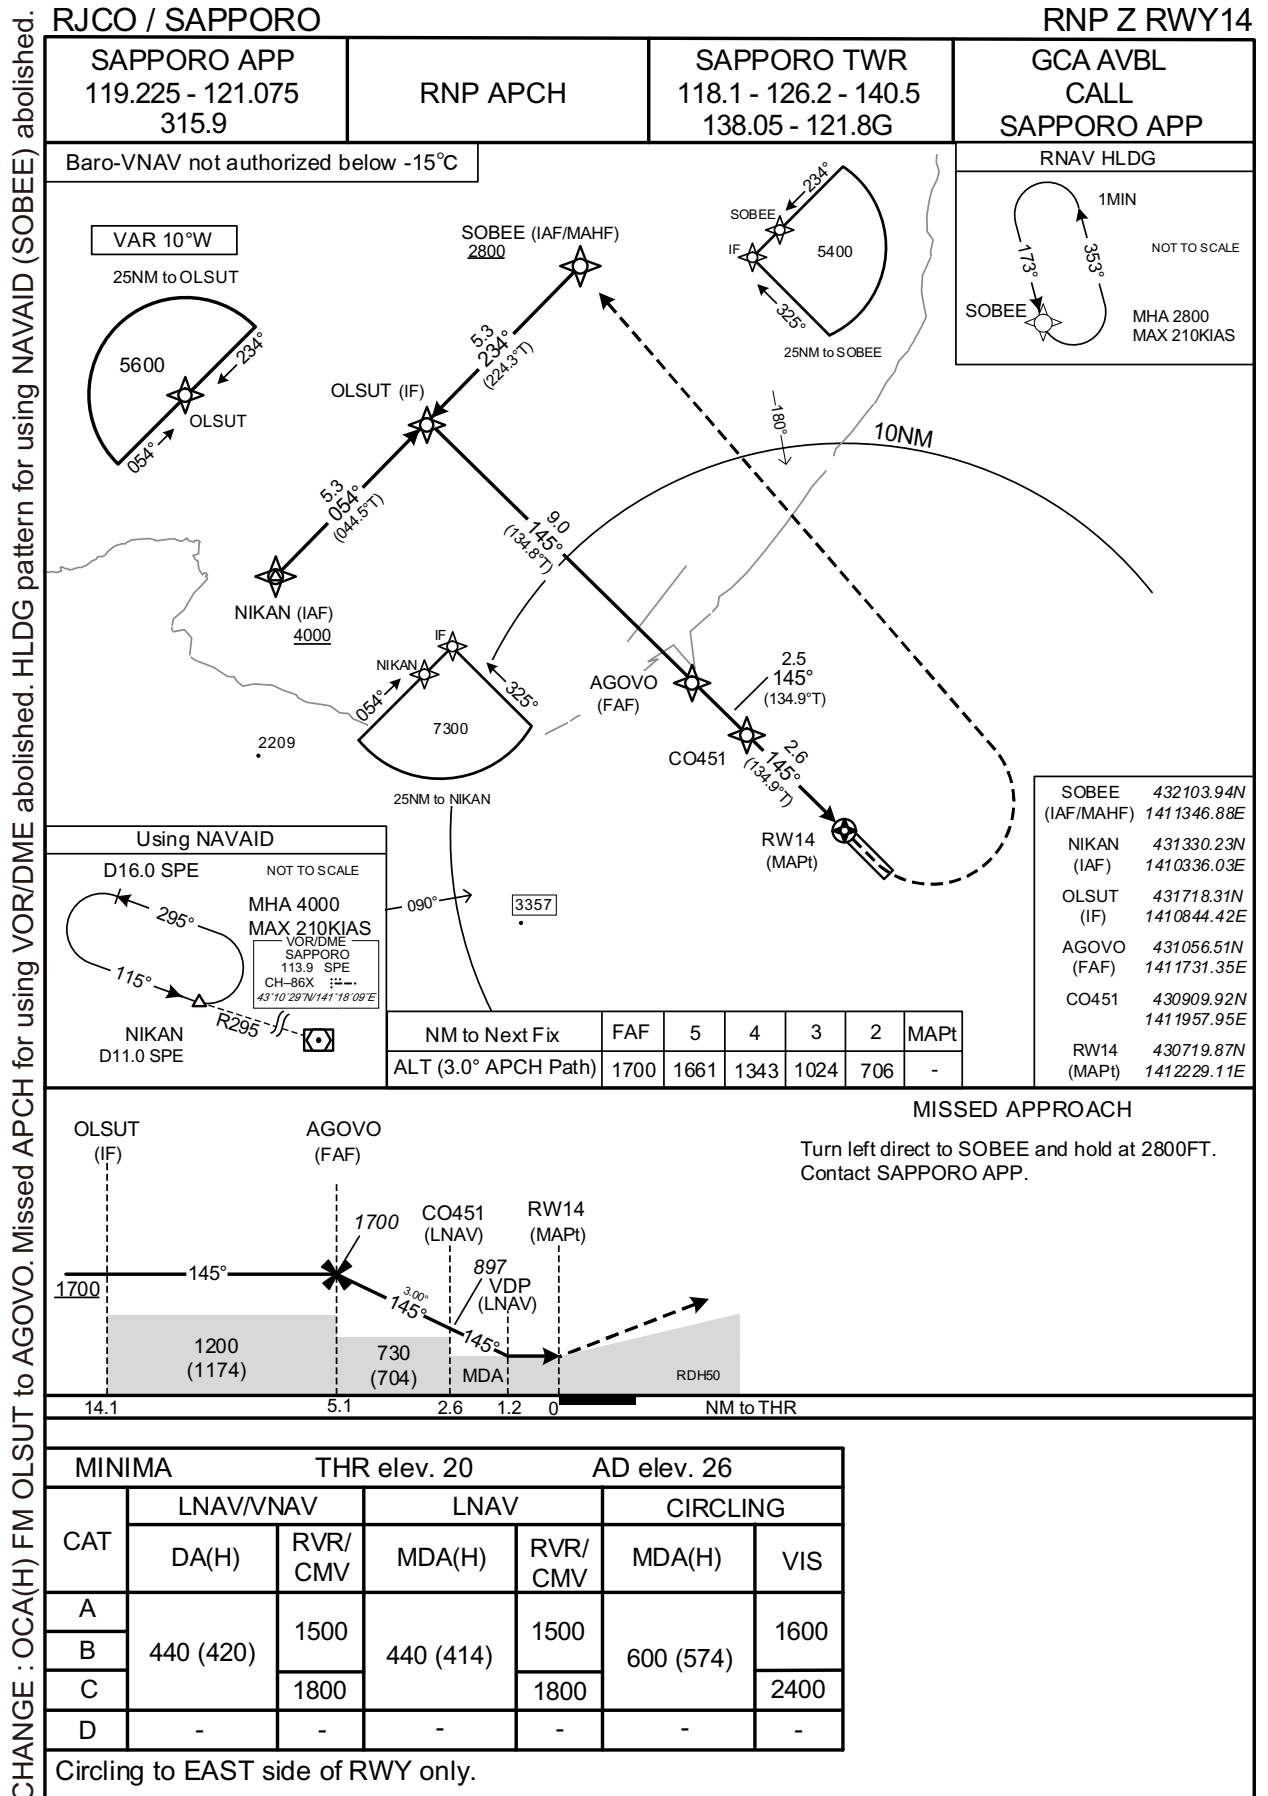 RJCO / SAPPORO
RNP Z RWY14
SAPPORO APP
119.225 - 121.075
315.9
RNP APCH
SAPPORO TWR
118.1 - 126.2 - 140.5
138.05 - 121.8G
GCA AVBL
CALL
SAPPORO APP
Baro-VNAV not authorized below -15°C
VAR 10°W
25NM to OLSUT
5600
234°
OLSUT
054°
SOBEE (IAF/MAHF)
2800
5.3
234°
(224.3°T)
OLSUT (IF)
5.3
054°
(044.5°T)
NIKAN (IAF)
4000
234°
SOBEE
IF
5400
325°
25NM to SOBEE
RNAV HLDG
1MIN
173°
353°
NOT TO SCALE
SOBEE
MHA 2800
MAX 210KIAS
180°
10NM
9.0
145°
(134.8°T)
IF
NIKAN
054°
325°
7300
25NM to NIKAN
2209
AGOVO
(FAF)
2.5
145°
(134.9°T)
CO451
2.6
145°
(134.9°T)
RW14
(MAPt)
090°
3357
Using NAVAID
D16.0 SPE
NOT TO SCALE
295°
MHA 4000
MAX 210KIAS
VOR/DME
SAPPORO
113.9 SPE
CH–86X
43°10'29"N/141°18'09"E
115°
R295
NIKAN
D11.0 SPE
SOBEE 432103.94N
(IAF/MAHF) 1411346.88E
NIKAN 431330.23N
(IAF) 1410336.03E
OLSUT 431718.31N
(IF) 1410844.42E
AGOVO 431056.51N
(FAF) 1411731.35E
CO451 430909.92N
1411957.95E
RW14 430719.87N
(MAPt) 1412229.11E
NM to Next Fix FAF 5 4 3 2 MAPt
ALT (3.0° APCH Path) 1700 1661 1343 1024 706 -
MISSED APPROACH
Turn left direct to SOBEE and hold at 2800FT.
Contact SAPPORO APP.
OLSUT
(IF)
AGOVO
(FAF)
1700
CO451
(LNAV)
RW14
(MAPt)
897
VDP
(LNAV)
1700
145°
3.00°
145°
145°
1200
(1174)
730
(704)
MDA
RDH50
14.1 5.1 2.6 1.2 0 NM to THR
MINIMA THR elev. 20 AD elev. 26
CAT LNAV/VNAV LNAV CIRCLING
DA(H) RVR/CMV MDA(H) RVR/CMV MDA(H) VIS
A
B
440 (420) 1500 440 (414) 1500 600 (574) 1600
C 1800 1800 2400
D - - - - - -
Circling to EAST side of RWY only.
CHANGE : OCA(H) FM OLSUT to AGOVO. Missed APCH for using VOR/DME abolished. HLDG pattern for using NAVAID (SOBEE) abolished.